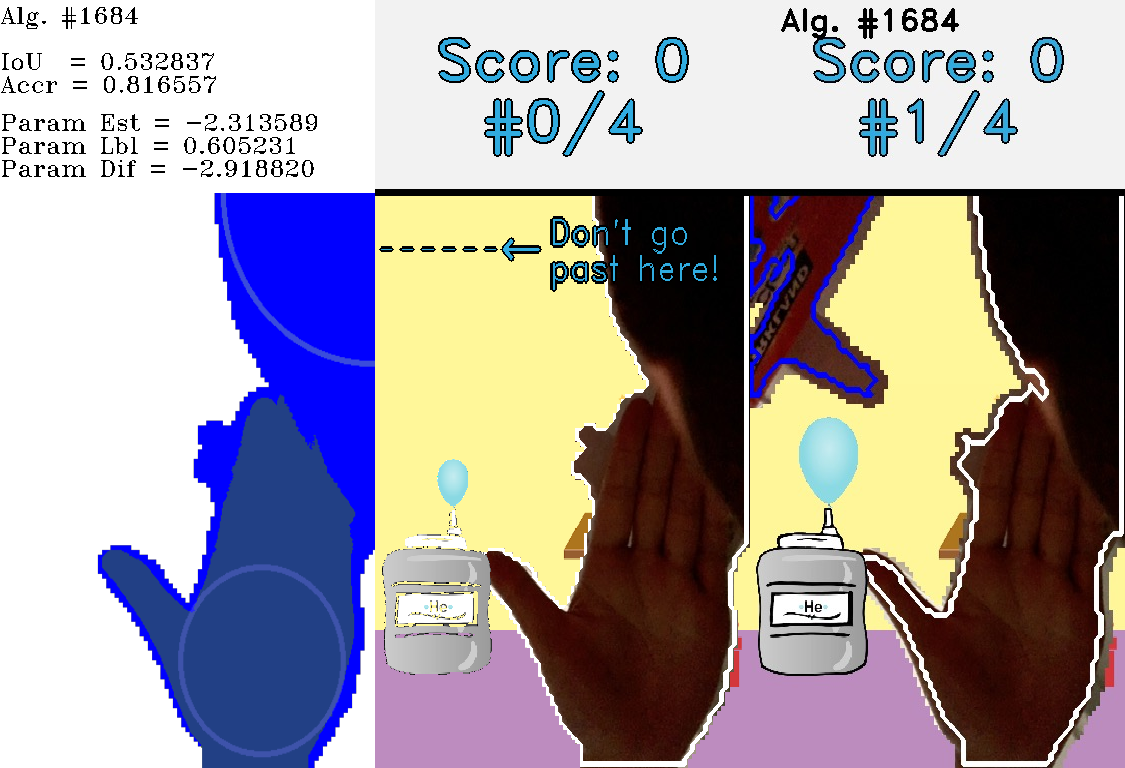 Alg. #1684
IoU = 0.532837
Accr = 0.816557
Param Est = −2.313589
Param Lbl = 0.605231
Param Dif = −2.918820
Score: 0
#0/4
Don't go
past here!
He
Alg. #1684
Score: 0
#1/4
BKFVND
He